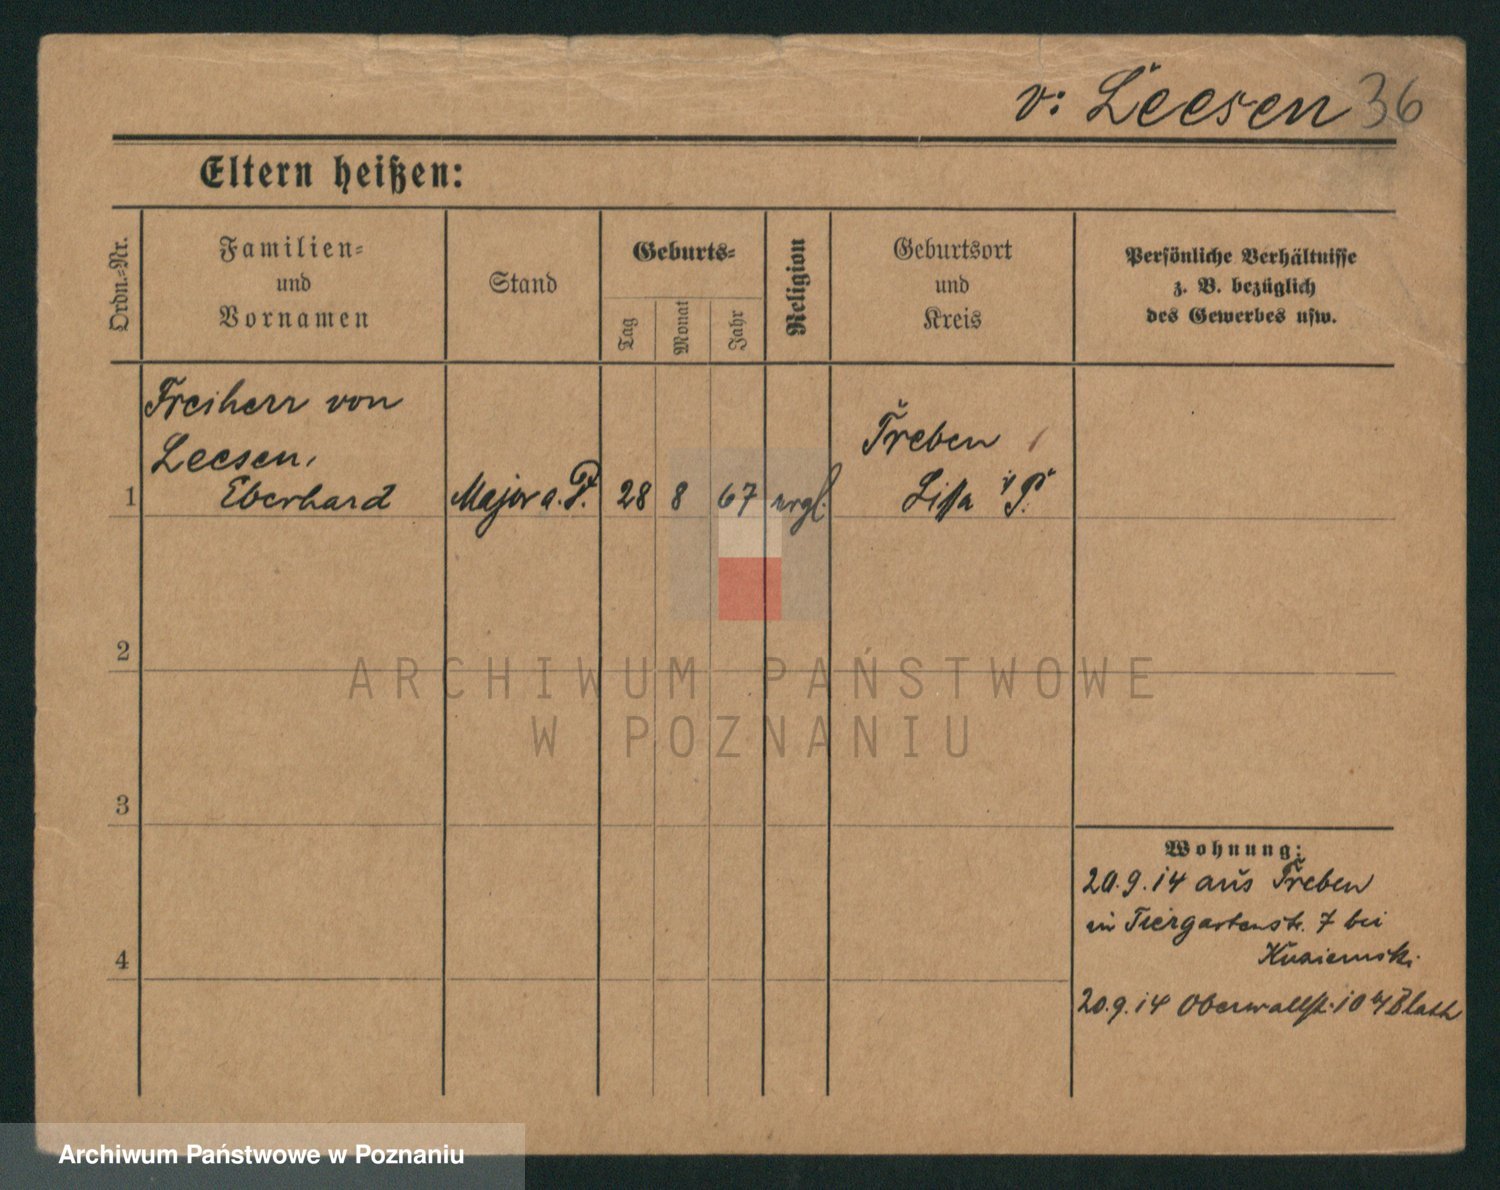 v: Leesen 36
Eltern heißen:
Ordn.=Nr.
Familien=
und
Vornamen
Stand
Geburts=
Tag
Monat
Jahr
Religion
Geburtsort
und
Kreis
Persönliche Verhältnisse
z. B. bezüglich
des Gewerbes usw.
Freiherr von
Leesen,
1 Eberhard Major a. 28 8 67
Treben
Lissa i/P.
2
ARCHIWUM PAŃSTWOWE
W POZNANIU
3
4
Wohnung:
20.9.14 aus Treben
in Tiergartenstr. 7 bei
20.9.14 Oberwallstr. 10
Archiwum Państwowe w Poznaniu